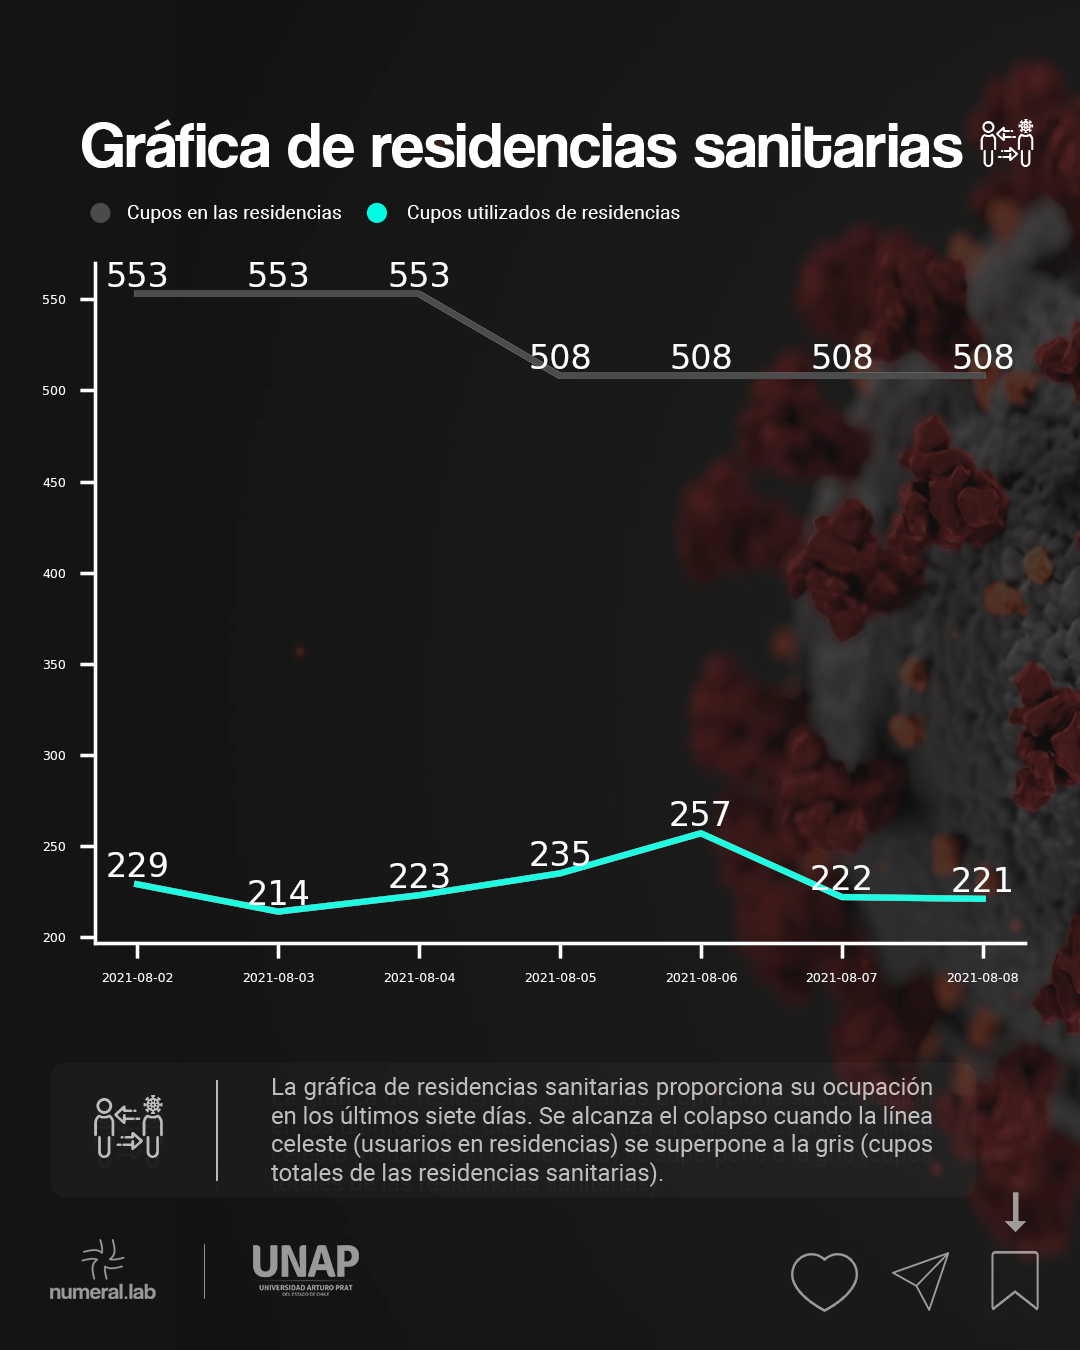 Gráfica de residencias sanitarias
Cupos en las residencias
Cupos utilizados de residencias
553 553 553
550
508 508 508 508
500
450
400
350
300
257
250
229 214 223 235 222 221
200
2021-08-02 2021-08-03 2021-08-04 2021-08-05 2021-08-06 2021-08-07 2021-08-08
La gráfica de residencias sanitarias proporciona su ocupación
en los últimos siete días. Se alcanza el colapso cuando la línea
celeste (usuarios en residencias) se superpone a la gris (cupos
totales de las residencias sanitarias).
numeral.lab
UNAP
UNIVERSIDAD ARTURO PRAT
DEL ESTADO DE CHILE